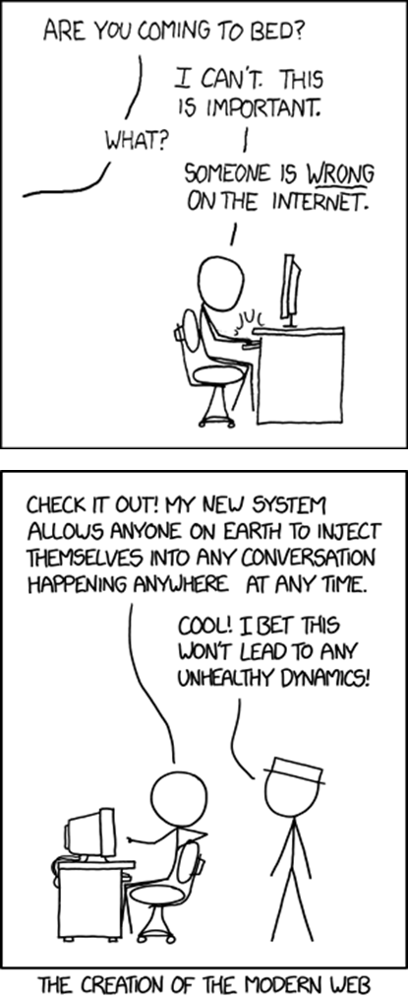 ARE YOU COMING TO BED?
I CAN'T. THIS
IS IMPORTANT.
WHAT?
SOMEONE IS WRONG
ON THE INTERNET.
CHECK IT OUT! MY NEW SYSTEM
ALLOWS ANYONE ON EARTH TO INJECT
THEMSELVES INTO ANY CONVERSATION
HAPPENING ANYWHERE AT ANY TIME.
COOL! I BET THIS
WON'T LEAD TO ANY
UNHEALTHY DYNAMICS!
THE CREATION OF THE MODERN WEB